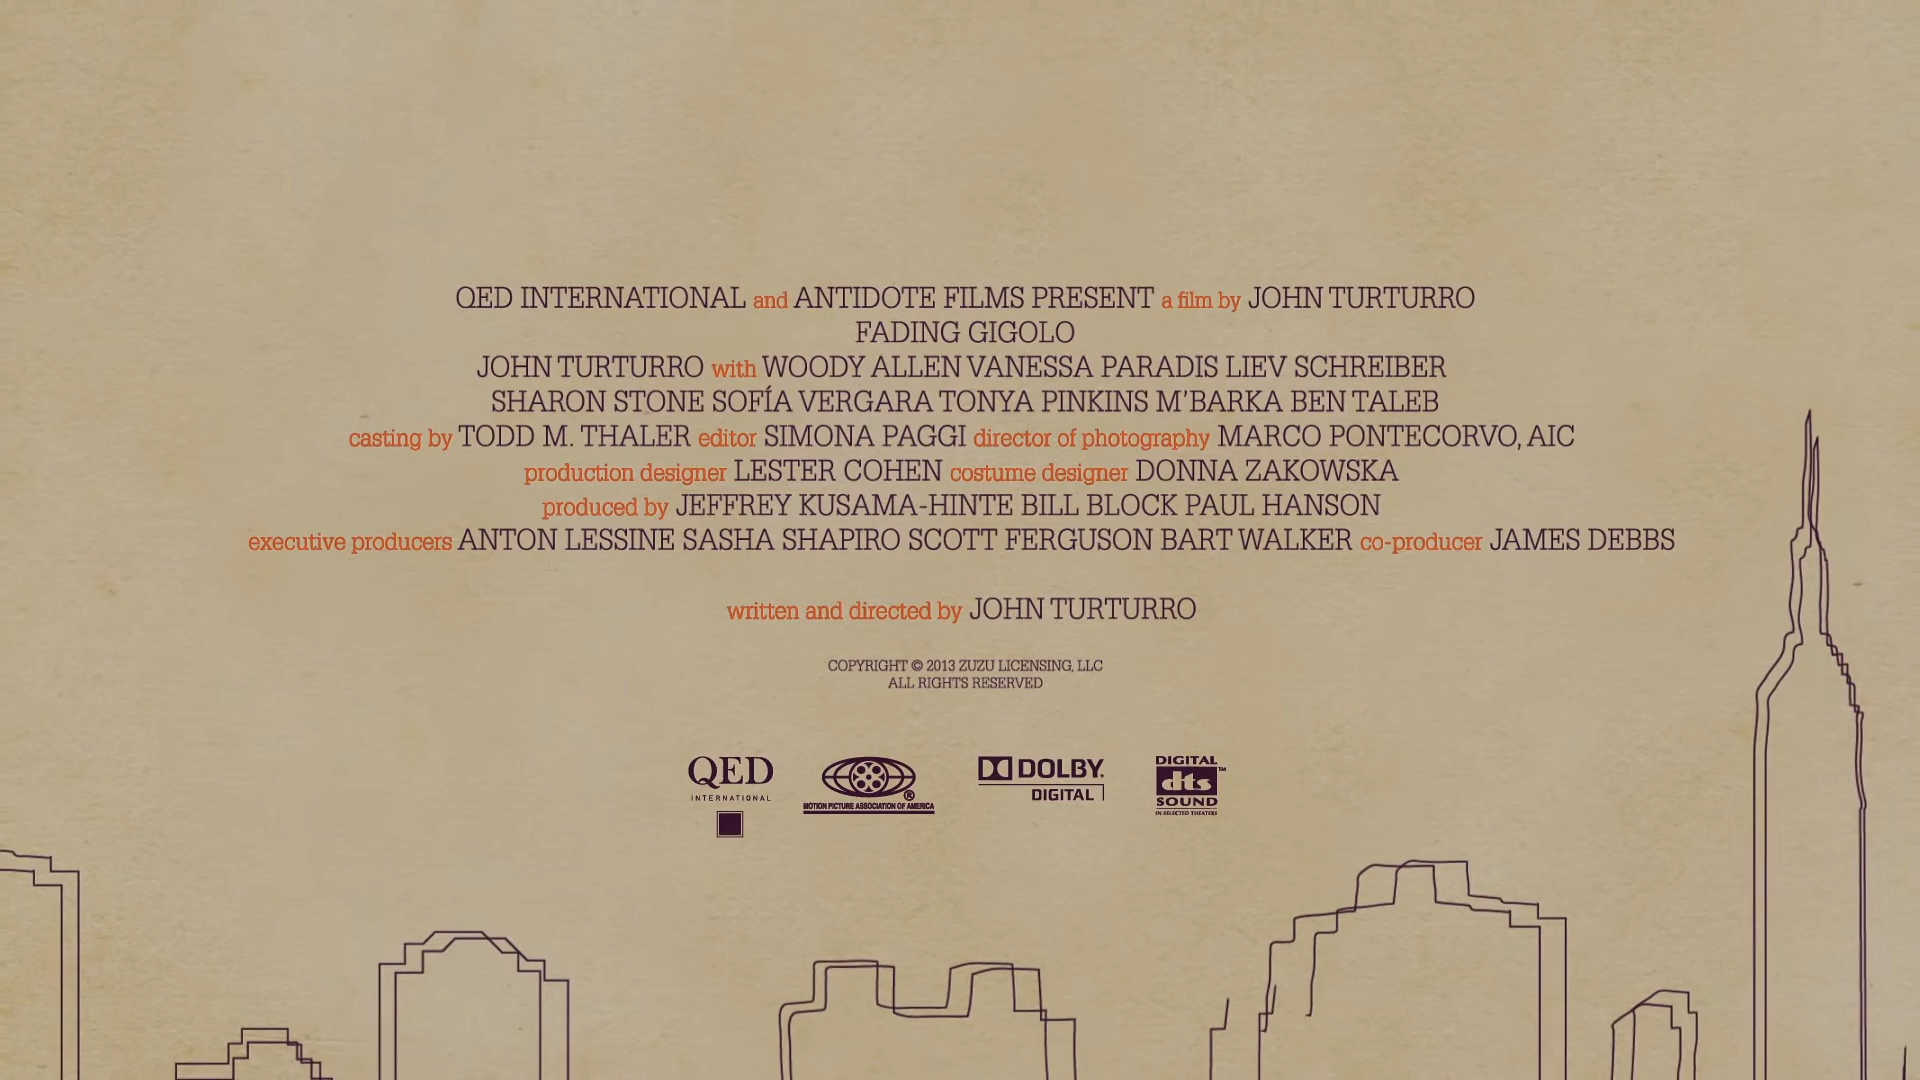 QED INTERNATIONAL and ANTIDOTE FILMS PRESENT a film by JOHN TURTURRO
FADING GIGOLO
JOHN TURTURRO with WOODY ALLEN VANESSA PARADIS LIEV SCHREIBER
SHARON STONE SOFÍA VERGARA TONYA PINKINS M'BARKA BEN TALEB
casting by TODD M. THALER editor SIMONA PAGGI director of photography MARCO PONTECORVO, AIC
production designer LESTER COHEN costume designer DONNA ZAKOWSKA
produced by JEFFREY KUSAMA-HINTE BILL BLOCK PAUL HANSON
executive producers ANTON LESSINE SASHA SHAPIRO SCOTT FERGUSON BART WALKER co-producer JAMES DEBBS
written and directed by JOHN TURTURRO
COPYRIGHT © 2013 ZUZU LICENSING, LLC
ALL RIGHTS RESERVED
QED
INTERNATIONAL
®
MOTION PICTURE ASSOCIATION OF AMERICA
DOLBY.
DIGITAL
DIGITAL
dts™
SOUND
IN SELECTED THEATERS